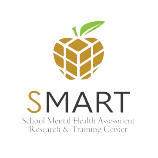 SMART
School Mental Health Assessment
Research & Training Center